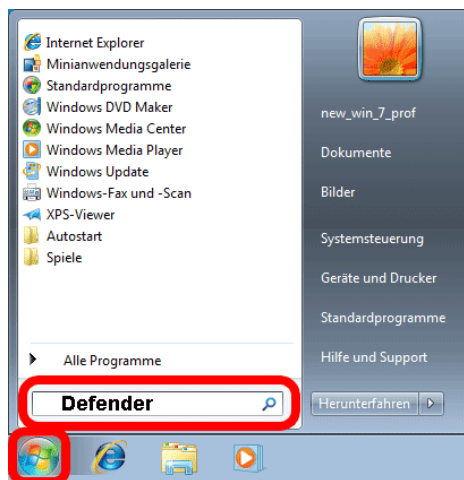 Internet Explorer
Minianwendungsgalerie
Standardprogramme
Windows DVD Maker
Windows Media Center
Windows Media Player
Windows Update
Windows-Fax und -Scan
XPS-Viewer
Autostart
Spiele
Alle Programme
Defender
new_win_7_prof
Dokumente
Bilder
Systemsteuerung
Geräte und Drucker
Standardprogramme
Hilfe und Support
Herunterfahren